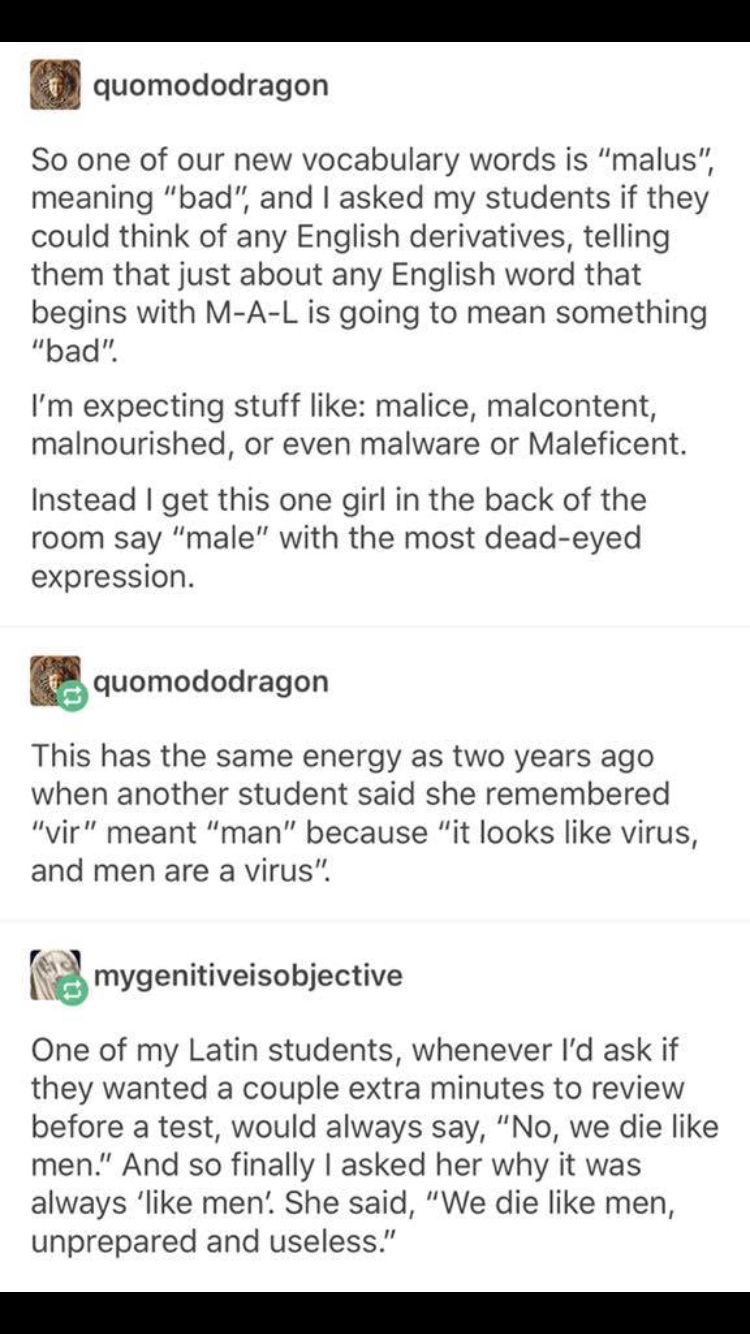 quomododragon
So one of our new vocabulary words is "malus",
meaning "bad", and I asked my students if they
could think of any English derivatives, telling
them that just about any English word that
begins with M-A-L is going to mean something
"bad".
I'm expecting stuff like: malice, malcontent,
malnourished, or even malware or Maleficent.
Instead I get this one girl in the back of the
room say "male" with the most dead-eyed
expression.
quomododragon
This has the same energy as two years ago
when another student said she remembered
"vir" meant "man" because "it looks like virus,
and men are a virus".
mygenitiveisobjective
One of my Latin students, whenever I'd ask if
they wanted a couple extra minutes to review
before a test, would always say, "No, we die like
men." And so finally I asked her why it was
always 'like men'. She said, "We die like men,
unprepared and useless."